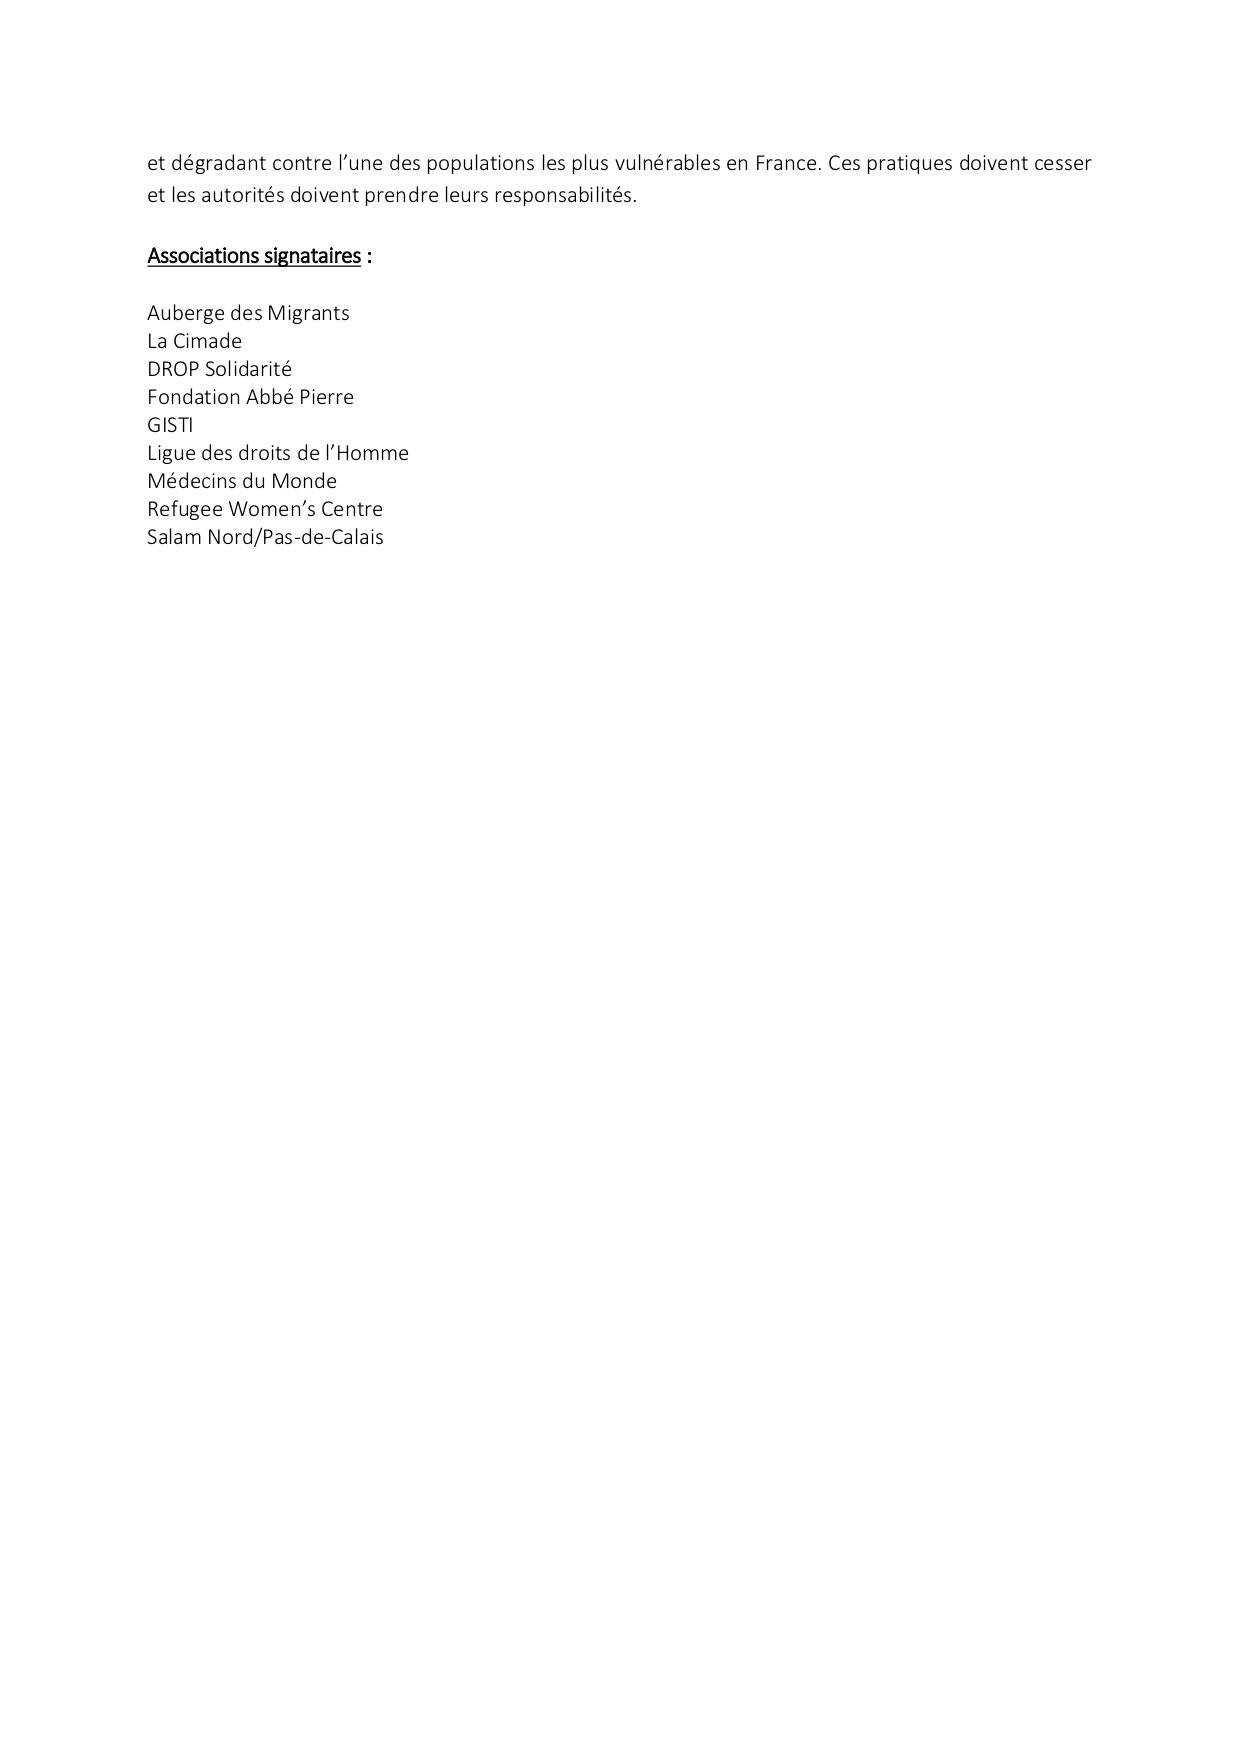 et dégradant contre l’une des populations les plus vulnérables en France. Ces pratiques doivent cesser
et les autorités doivent prendre leurs responsabilités.
Associations signataires :
Auberge des Migrants
La Cimade
DROP Solidarité
Fondation Abbé Pierre
GISTI
Ligue des droits de l’Homme
Médecins du Monde
Refugee Women’s Centre
Salam Nord/Pas-de-Calais